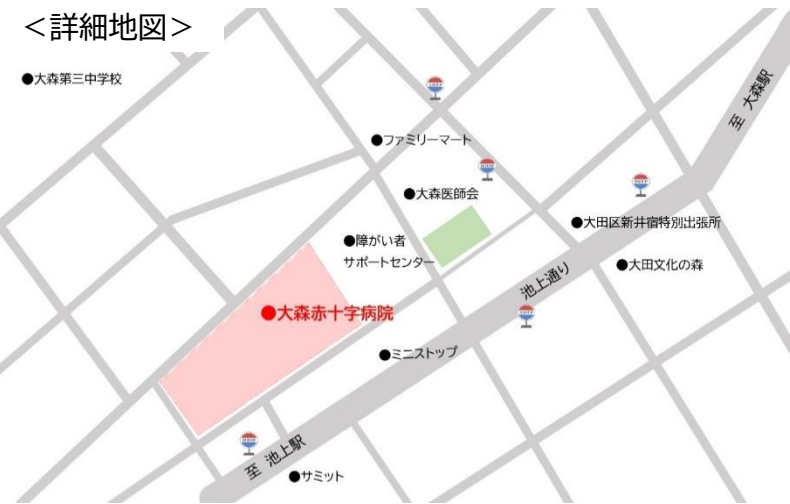 ＜詳細地図＞
●大森第三中学校
至 大森駅
●ファミリーマート
●大森医師会
●大田区新井宿特別出張所
●障がい者
サポートセンター
●大田文化の森
池上通り
●大森赤十字病院
●ミニストップ
至 池上駅
●サミット